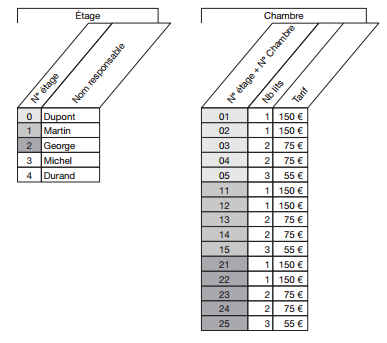 Étage
N° étage
Nom responsable
0 Dupont
1 Martin
2 George
3 Michel
4 Durand
Chambre
N° étage + N° Chambre
Nb lits
Tarif
01 1 150 €
02 1 150 €
03 2 75 €
04 2 75 €
05 3 55 €
11 1 150 €
12 1 150 €
13 2 75 €
14 2 75 €
15 3 55 €
21 1 150 €
22 1 150 €
23 2 75 €
24 2 75 €
25 3 55 €